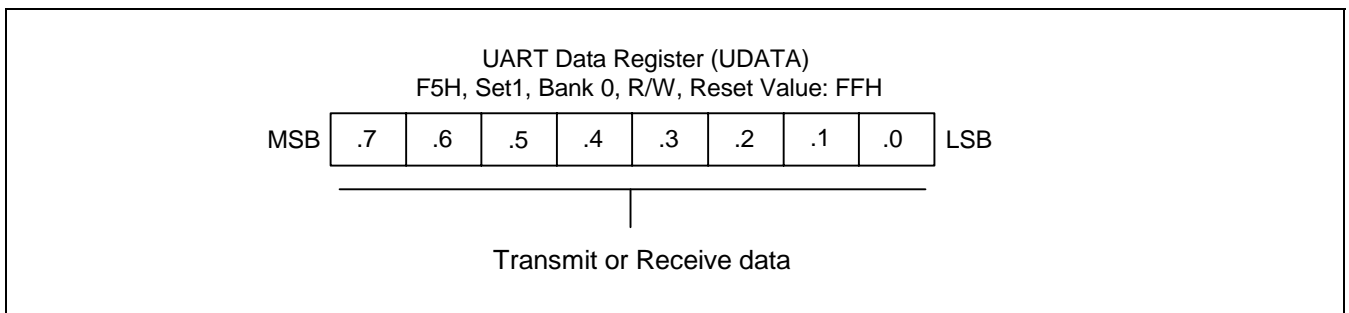 UART Data Register (UDATA)
F5H, Set1, Bank 0, R/W, Reset Value: FFH
MSB .7 .6 .5 .4 .3 .2 .1 .0 LSB
Transmit or Receive data